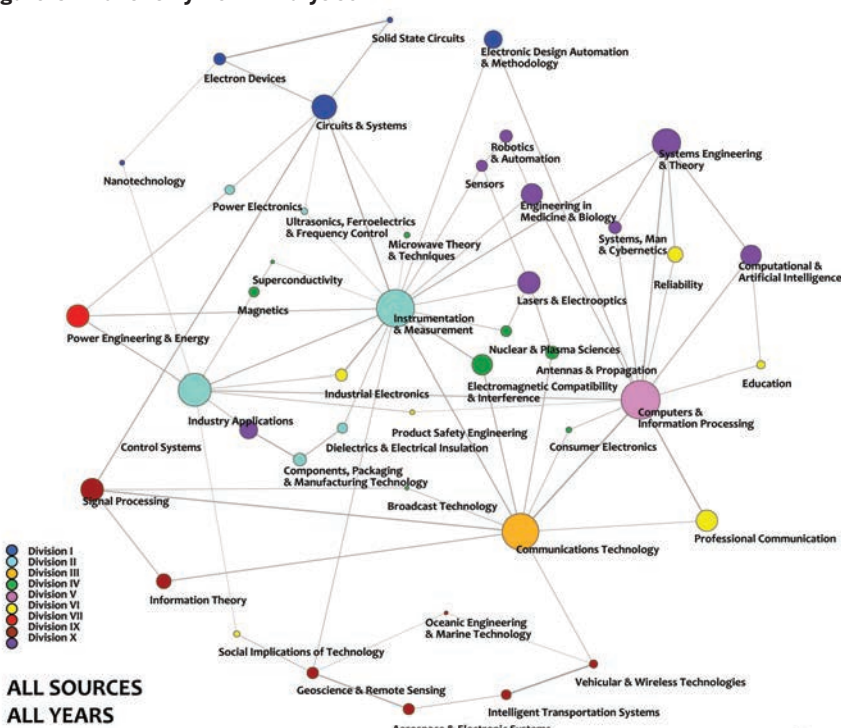 Solid State Circuits
Electronic Design Automation
& Methodology
Electron Devices
Circuits & Systems
Robotics
& Automation
Systems Engineering
& Theory
Nanotechnology
Sensors
Power Electronics
Engineering in
Medicine & Biology
Ultrasonics, Ferroelectrics
& Frequency Control
Microwave Theory
& Techniques
Systems, Man
& Cybernetics
Computational &
Artificial Intelligence
Superconductivity
Reliability
Magnetics
Lasers & Electrooptics
Instrumentation
& Measurement
Power Engineering & Energy
Nuclear & Plasma Sciences
Antennas & Propagation
Industrial Electronics
Electromagnetic Compatibility
& Interference
Education
Industry Applications
Computers &
Information Processing
Product Safety Engineering
Control Systems
Dielectrics & Electrical Insulation
Consumer Electronics
Components, Packaging
& Manufacturing Technology
Signal Processing
Broadcast Technology
Communications Technology
Professional Communication
Division I
Division II
Division III
Division IV
Division V
Division VI
Division VII
Division IX
Division X
Information Theory
Oceanic Engineering
& Marine Technology
Social Implications of Technology
Geoscience & Remote Sensing
Vehicular & Wireless Technologies
Intelligent Transportation Systems
ALL SOURCES
ALL YEARS